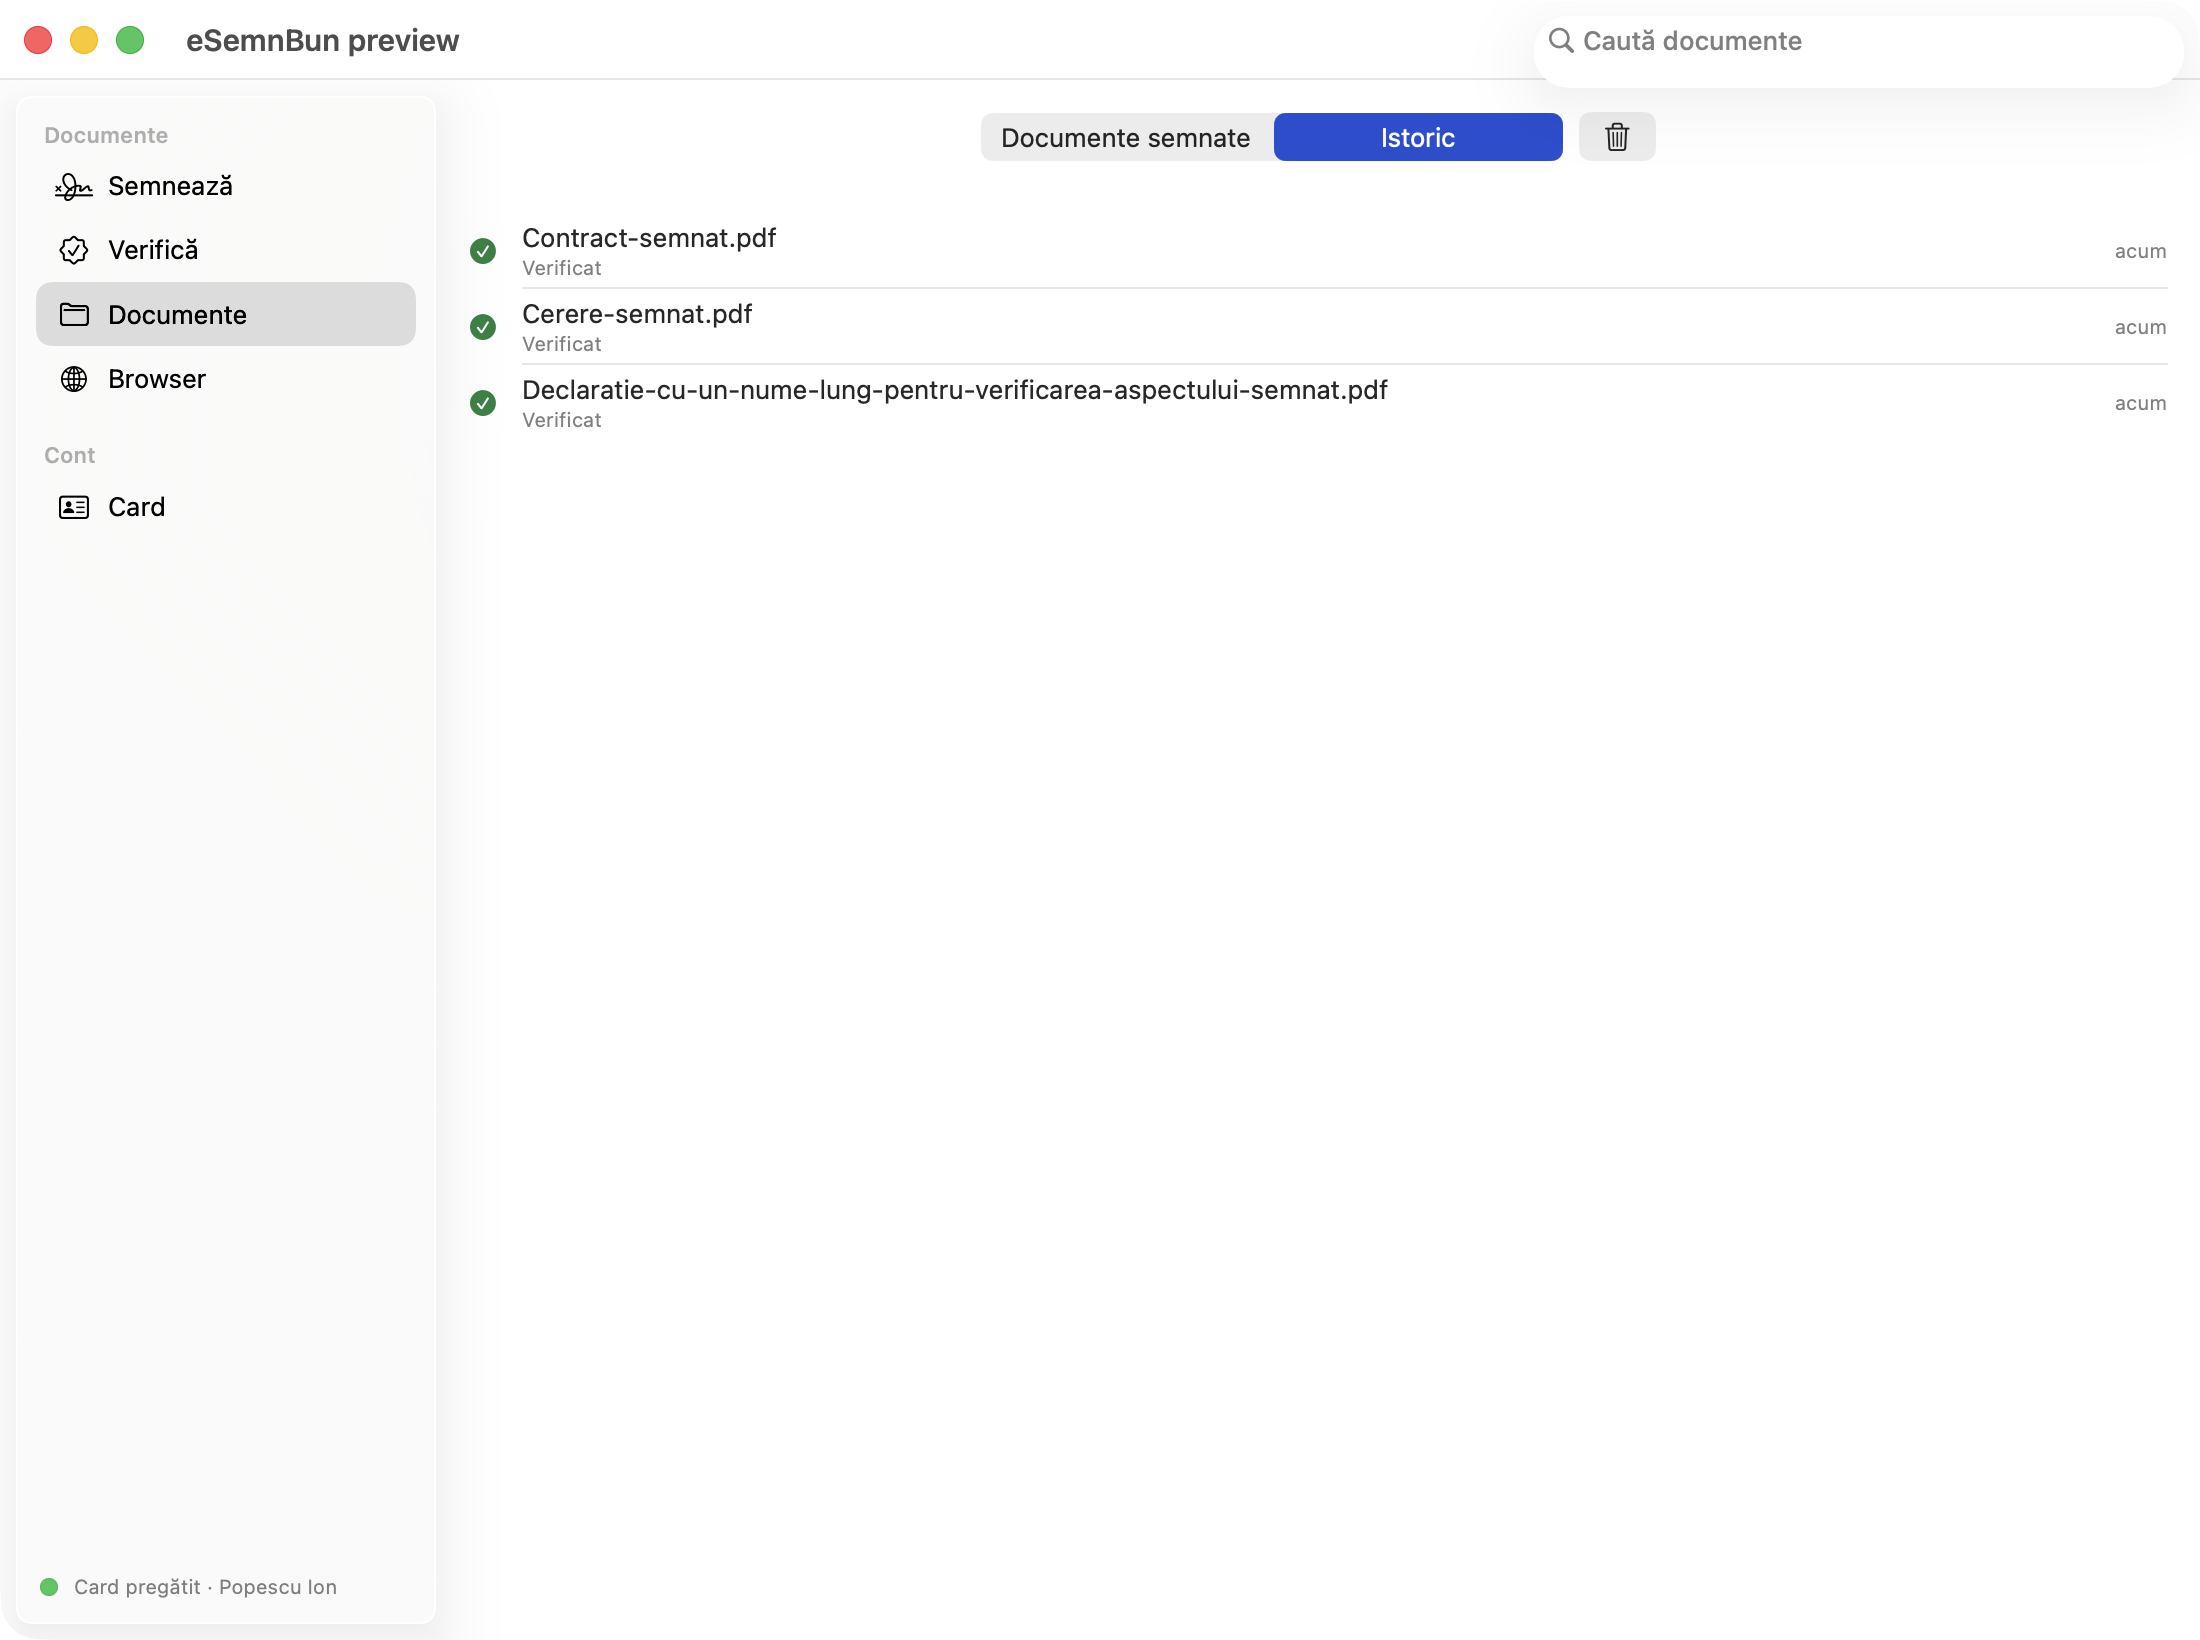 eSemnBun preview
Caută documente
Documente
Semnează
Verifică
Documente
Browser
Cont
Card
Card pregătit · Popescu Ion
Documente semnate
Istoric
Contract-semnat.pdf
Verificat
acum
Cerere-semnat.pdf
Verificat
acum
Declaratie-cu-un-nume-lung-pentru-verificarea-aspectului-semnat.pdf
Verificat
acum